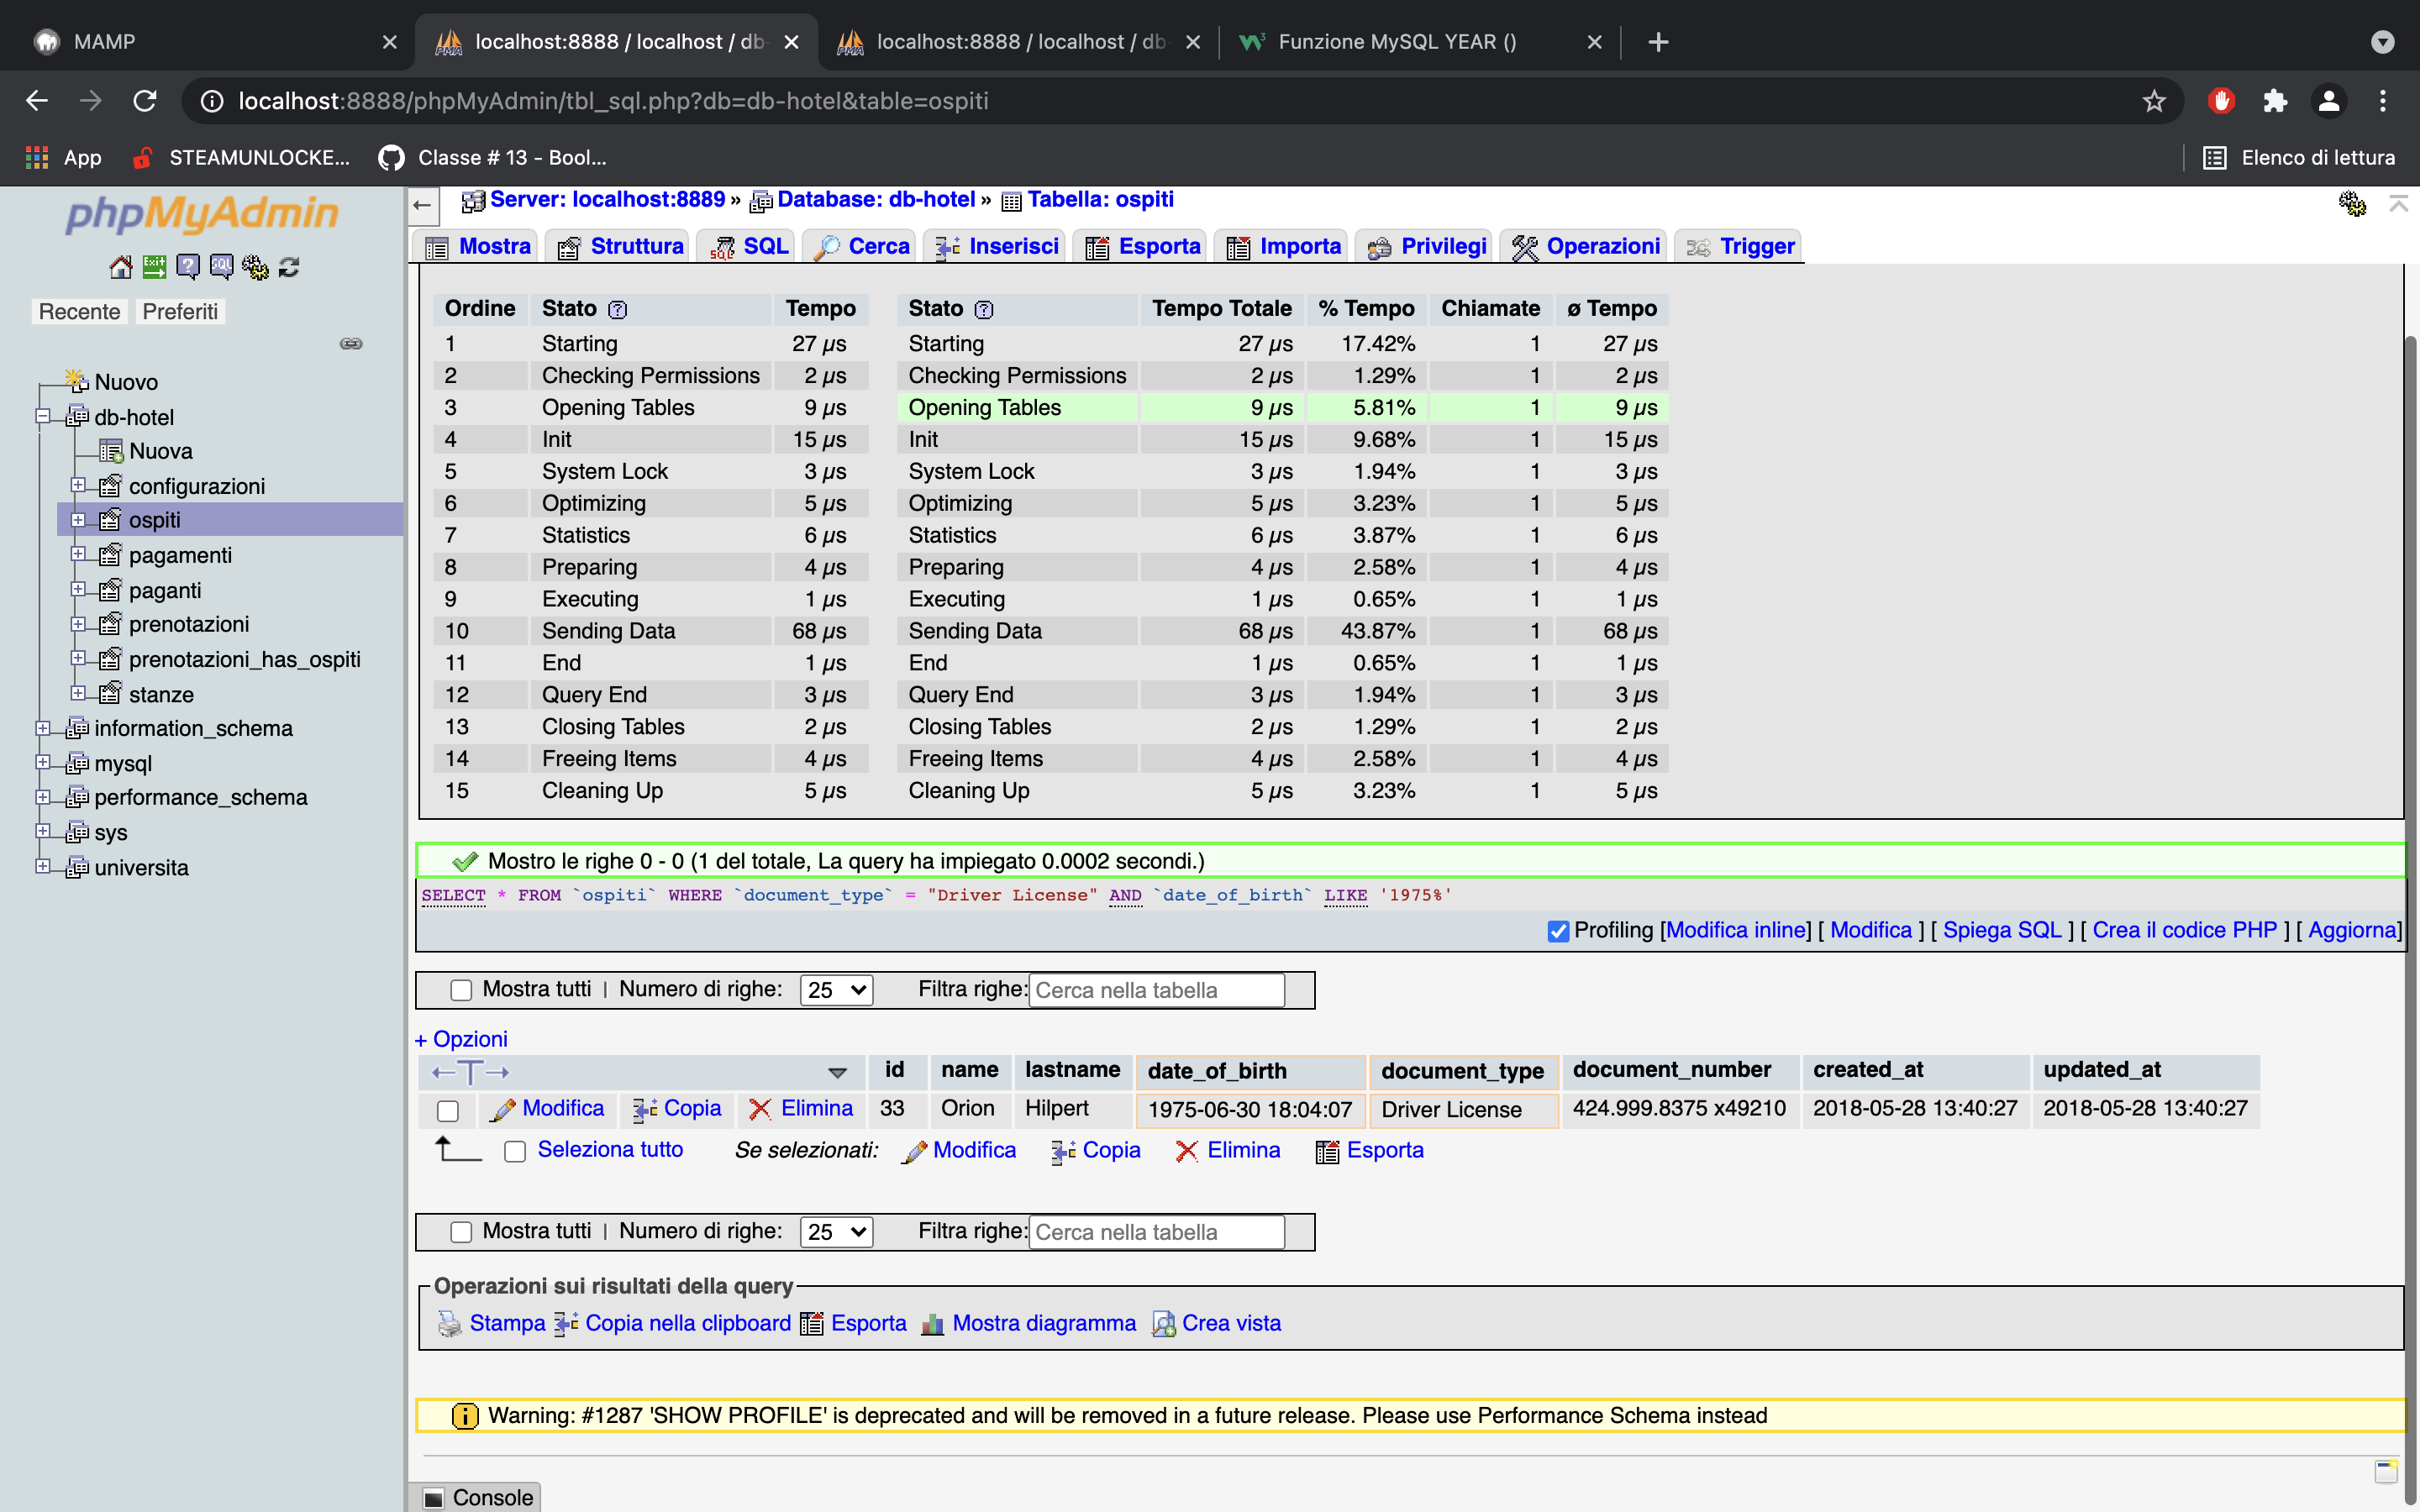 MAMP
localhost:8888 / localhost / db-
localhost:8888 / localhost / db-
Funzione MySQL YEAR ()
localhost:8888/phpMyAdmin/tbl_sql.php?db=db-hotel&table=ospiti
App
STEAMUNLOCKE...
Classe # 13 - Bool...
Elenco di lettura
phpMyAdmin
Recente Preferiti
Nuovo
db-hotel
Nuova
configurazioni
ospiti
pagamenti
paganti
prenotazioni
prenotazioni_has_ospiti
stanze
information_schema
mysql
performance_schema
sys
universita
Server: localhost:8889 » Database: db-hotel » Tabella: ospiti
Mostra Struttura SQL Cerca Inserisci Esporta Importa Privilegi Operazioni Trigger
Ordine Stato Tempo Stato Tempo Totale % Tempo Chiamate ø Tempo
1 Starting 27 µs Starting 27 µs 17.42% 1 27 µs
2 Checking Permissions 2 µs Checking Permissions 2 µs 1.29% 1 2 µs
3 Opening Tables 9 µs Opening Tables 9 µs 5.81% 1 9 µs
4 Init 15 µs Init 15 µs 9.68% 1 15 µs
5 System Lock 3 µs System Lock 3 µs 1.94% 1 3 µs
6 Optimizing 5 µs Optimizing 5 µs 3.23% 1 5 µs
7 Statistics 6 µs Statistics 6 µs 3.87% 1 6 µs
8 Preparing 4 µs Preparing 4 µs 2.58% 1 4 µs
9 Executing 1 µs Executing 1 µs 0.65% 1 1 µs
10 Sending Data 68 µs Sending Data 68 µs 43.87% 1 68 µs
11 End 1 µs End 1 µs 0.65% 1 1 µs
12 Query End 3 µs Query End 3 µs 1.94% 1 3 µs
13 Closing Tables 2 µs Closing Tables 2 µs 1.29% 1 2 µs
14 Freeing Items 4 µs Freeing Items 4 µs 2.58% 1 4 µs
15 Cleaning Up 5 µs Cleaning Up 5 µs 3.23% 1 5 µs
Mostro le righe 0 - 0 (1 del totale, La query ha impiegato 0.0002 secondi.)
SELECT * FROM `ospiti` WHERE `document_type` = "Driver License" AND `date_of_birth` LIKE '1975%'
Profiling [Modifica inline] [ Modifica ] [ Spiega SQL ] [ Crea il codice PHP ] [ Aggiorna]
Mostra tutti | Numero di righe: 25 Filtra righe: Cerca nella tabella
+ Opzioni
←T→ id name lastname date_of_birth document_type document_number created_at updated_at
Modifica Copia Elimina 33 Orion Hilpert 1975-06-30 18:04:07 Driver License 424.999.8375 x49210 2018-05-28 13:40:27 2018-05-28 13:40:27
Seleziona tutto Se selezionati: Modifica Copia Elimina Esporta
Mostra tutti | Numero di righe: 25 Filtra righe: Cerca nella tabella
Operazioni sui risultati della query
Stampa Copia nella clipboard Esporta Mostra diagramma Crea vista
Warning: #1287 'SHOW PROFILE' is deprecated and will be removed in a future release. Please use Performance Schema instead
Console